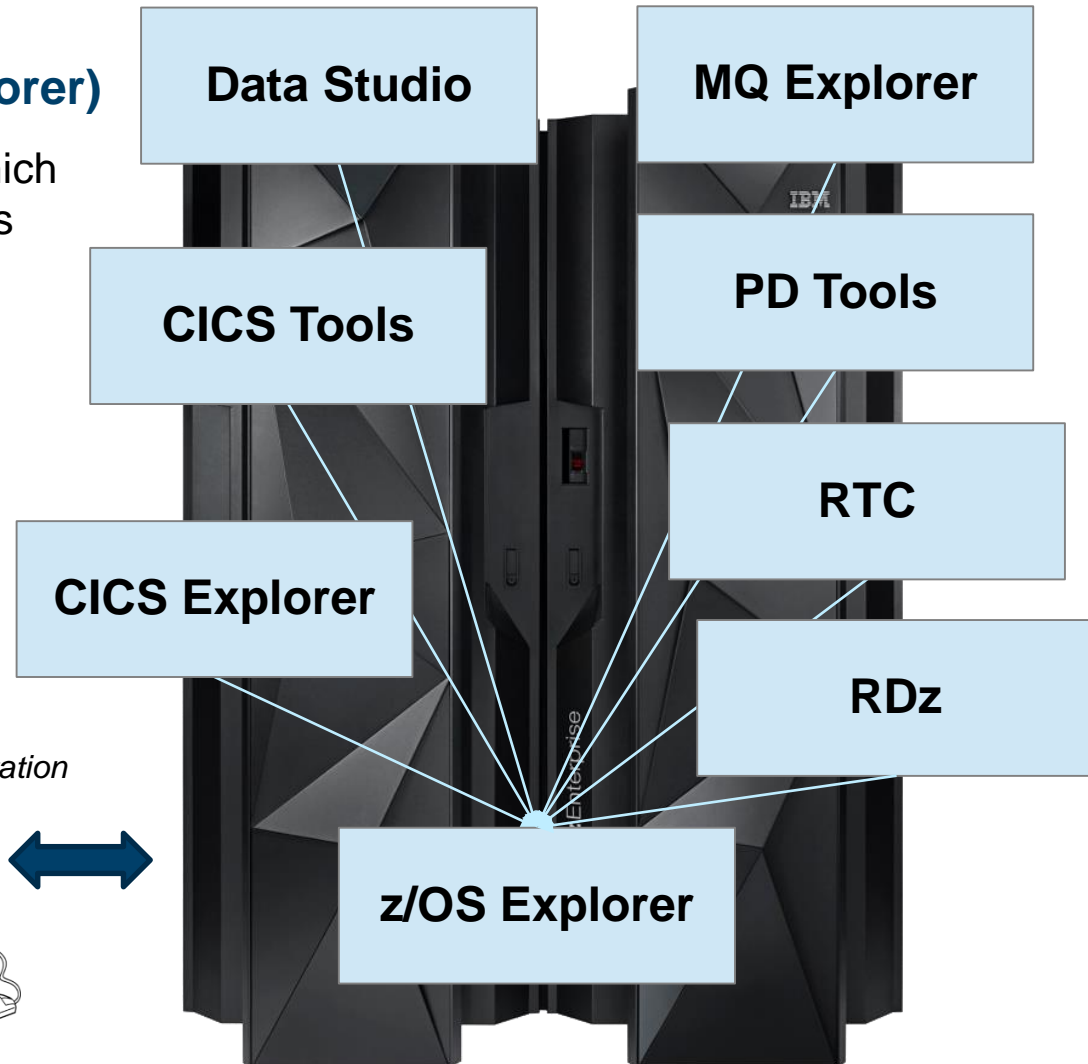 orer)
Data Studio
MQ Explorer
ich
s
IBM
CICS Tools
PD Tools
RTC
CICS Explorer
RDz
ation
Enterprise
z/OS Explorer